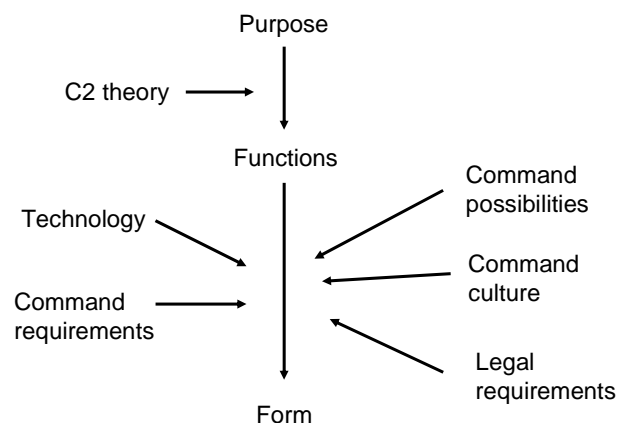 Purpose
C2 theory
Functions
Command
possibilities
Technology
Command
culture
Command
requirements
Legal
requirements
Form